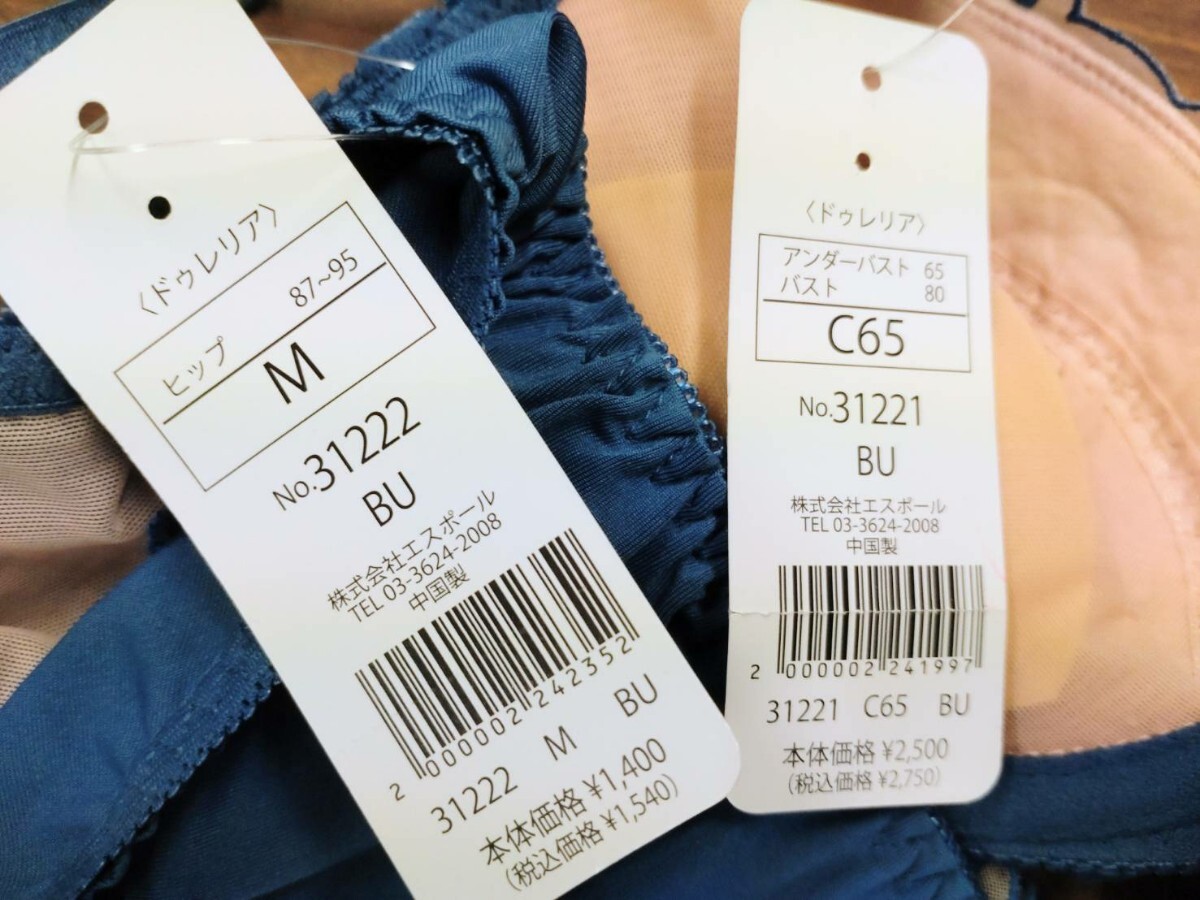 〈ドゥレリア〉
ヒップ 87~95
M
No.31222
BU
株式会社エスポール
TEL 03-3624-2008
中国製
2 000002 242352
31222 M BU
本体価格 ¥1,400
(税込価格 ¥1,540)
〈ドゥレリア〉
アンダーバスト 65
バスト 80
C65
No.31221
BU
株式会社エスポール
TEL 03-3624-2008
中国製
2 000002 241997
31221 C65 BU
本体価格 ¥2,500
(税込価格 ¥2,750)